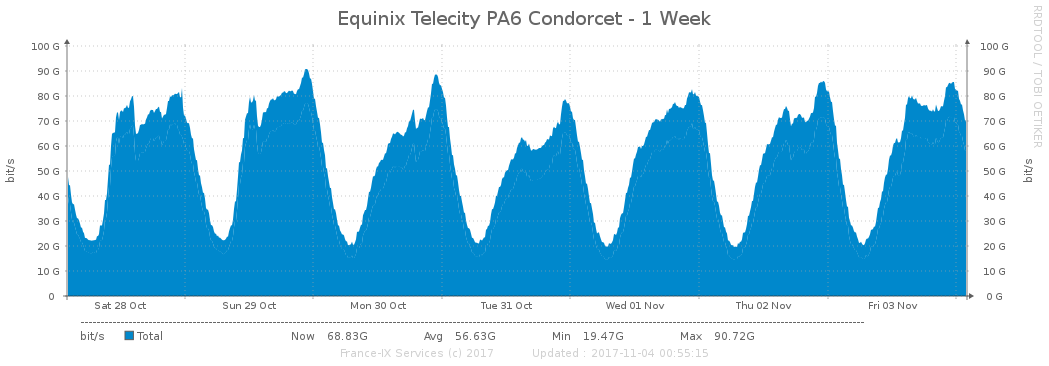 Equinix Telecity PA6 Condorcet - 1 Week
RRDTOOL / TOBI OETIKER
bit/s
100 G
90 G
80 G
70 G
60 G
50 G
40 G
30 G
20 G
10 G
0
100 G
90 G
80 G
70 G
60 G
50 G
40 G
30 G
20 G
10 G
0 G
bit/s
Sat 28 Oct Sun 29 Oct Mon 30 Oct Tue 31 Oct Wed 01 Nov Thu 02 Nov Fri 03 Nov
bit/s Total Now 68.83G Avg 56.63G Min 19.47G Max 90.72G
France-IX Services (c) 2017 Updated : 2017-11-04 00:55:15